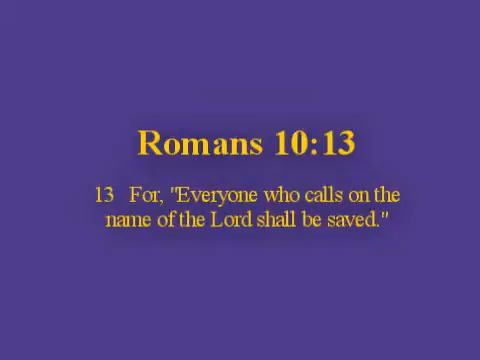 Romans 10:13
13 For, "Everyone who calls on the
name of the Lord shall be saved."